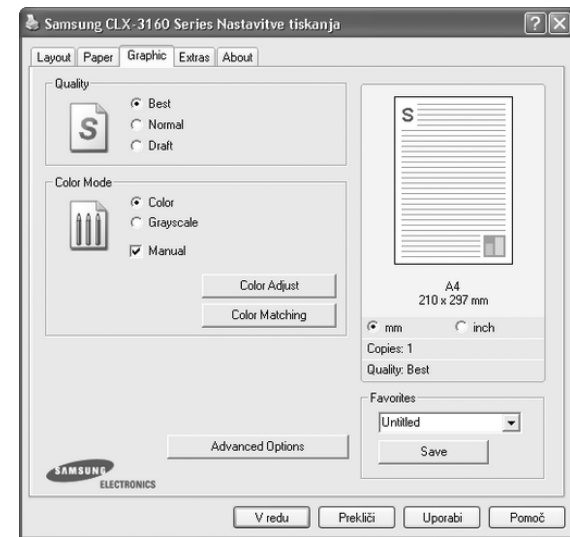 Samsung CLX-3160 Series Nastavitve tiskanja
Layout Paper Graphic Extras About
Quality
S
Best
Normal
Draft
Color Mode
Color
Grayscale
Manual
Color Adjust
Color Matching
Advanced Options
SAMSUNG
ELECTRONICS
S
A4
210 x 297 mm
mm inch
Copies: 1
Quality: Best
Favorites
Untitled
Save
V redu Prekliči Uporabi Pomoč